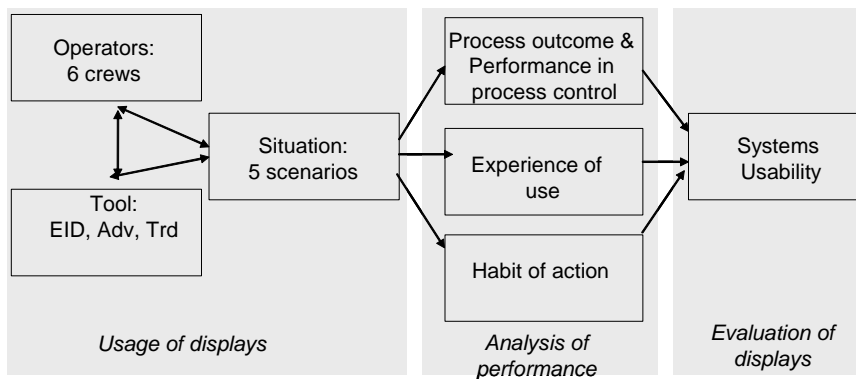 Operators:
6 crews
Tool:
EID, Adv, Trd
Situation:
5 scenarios
Usage of displays
Process outcome &
Performance in
process control
Experience of
use
Habit of action
Analysis of
performance
Systems
Usability
Evaluation of
displays